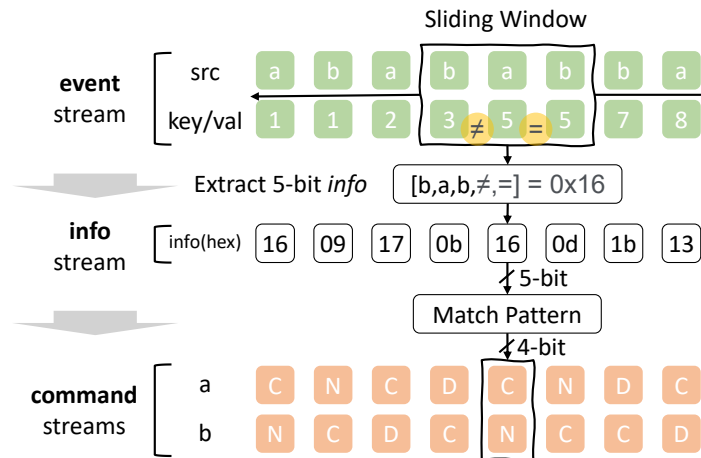 Sliding Window
src a b a b a b b a
event
stream
key/val 1 1 2 3 ≠ 5 = 5 7 8
Extract 5-bit info [b,a,b,≠,=] = 0x16
info
stream
info(hex) 16 09 17 0b 16 0d 1b 13
5-bit
Match Pattern
4-bit
a C N C D C N D C
command
streams
b N C D C N C C D